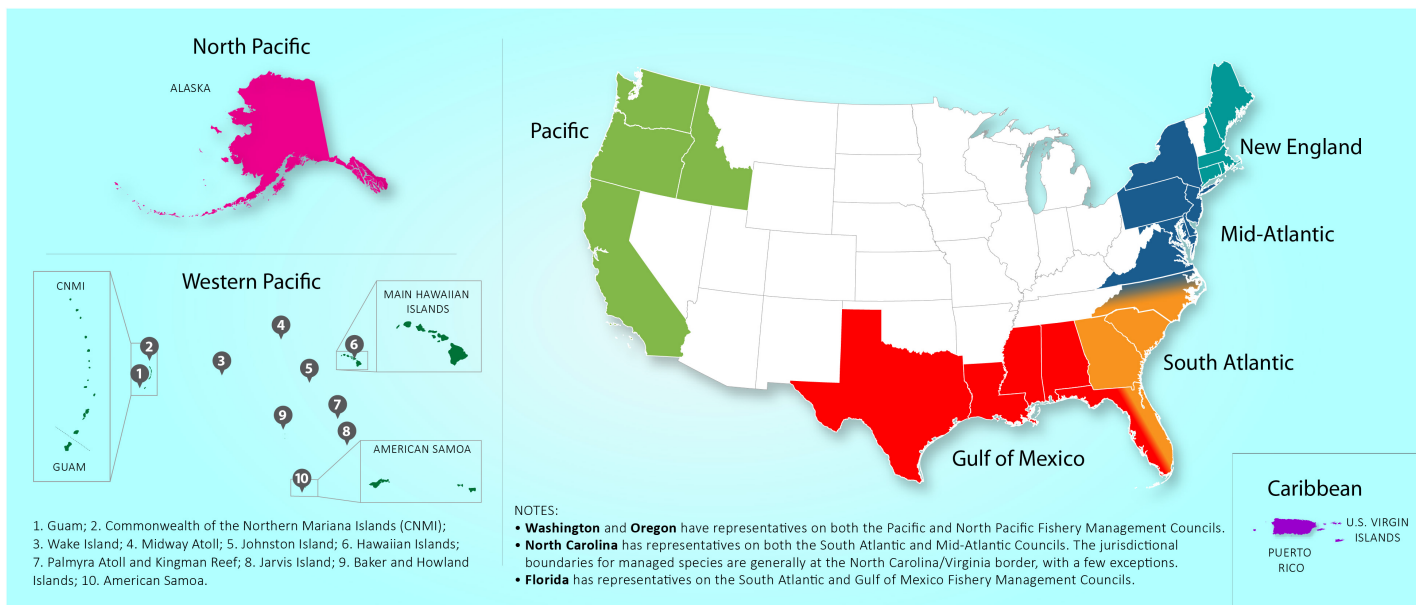 North Pacific
ALASKA
Western Pacific
CNMI
GUAM
MAIN HAWAIIAN
ISLANDS
AMERICAN SAMOA
1
2
3
4
5
6
7
8
9
10
1. Guam; 2. Commonwealth of the Northern Mariana Islands (CNMI);
3. Wake Island; 4. Midway Atoll; 5. Johnston Island; 6. Hawaiian Islands;
7. Palmyra Atoll and Kingman Reef; 8. Jarvis Island; 9. Baker and Howland
Islands; 10. American Samoa.
Pacific
New England
Mid-Atlantic
South Atlantic
Gulf of Mexico
NOTES:
• Washington and Oregon have representatives on both the Pacific and North Pacific Fishery Management Councils.
• North Carolina has representatives on both the South Atlantic and Mid-Atlantic Councils. The jurisdictional
boundaries for managed species are generally at the North Carolina/Virginia border, with a few exceptions.
• Florida has representatives on the South Atlantic and Gulf of Mexico Fishery Management Councils.
Caribbean
U.S. VIRGIN
ISLANDS
PUERTO
RICO